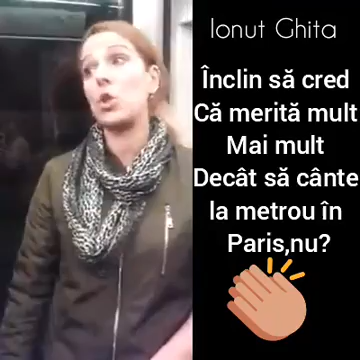 Ionut Ghita
Înclin să cred
Că merită mult
Mai mult
Decât să cânte
la metrou în
Paris,nu?